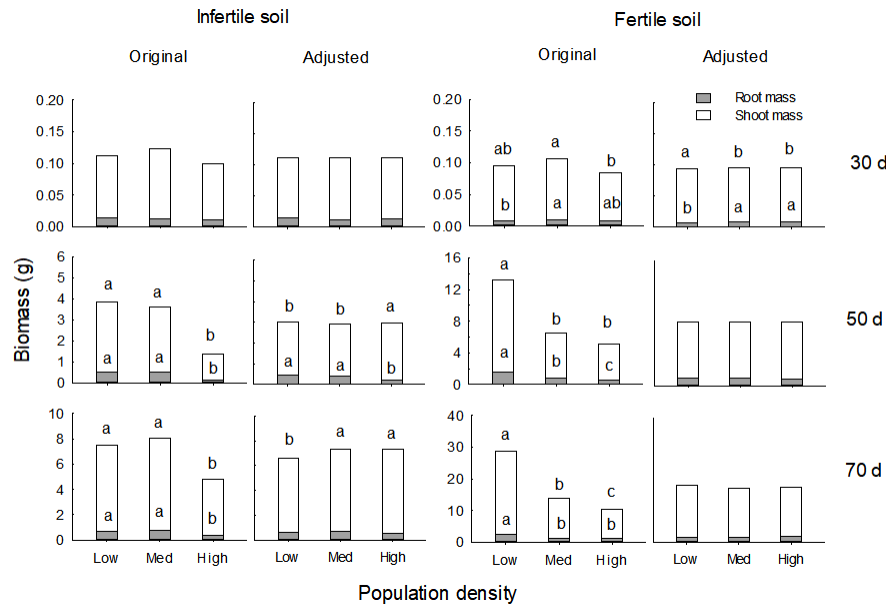 Infertile soil Fertile soil
Original Adjusted Original Adjusted
Root mass
Shoot mass
0.20 0.20
0.15 0.15
0.10 0.10
0.05 0.05
0.00 0.00
ab a b a b b
b a ab b a a
30 d
Biomass (g)
6 16
5
4 12
3 8
2
1 4
0 0
a a b b b a a b b
a a b a a b a b c
50 d
10 40
8 30
6
4 20
2 10
0 0
a a b b a a a b c
a a b a b b
70 d
Low Med High Low Med High Low Med High Low Med High
Population density